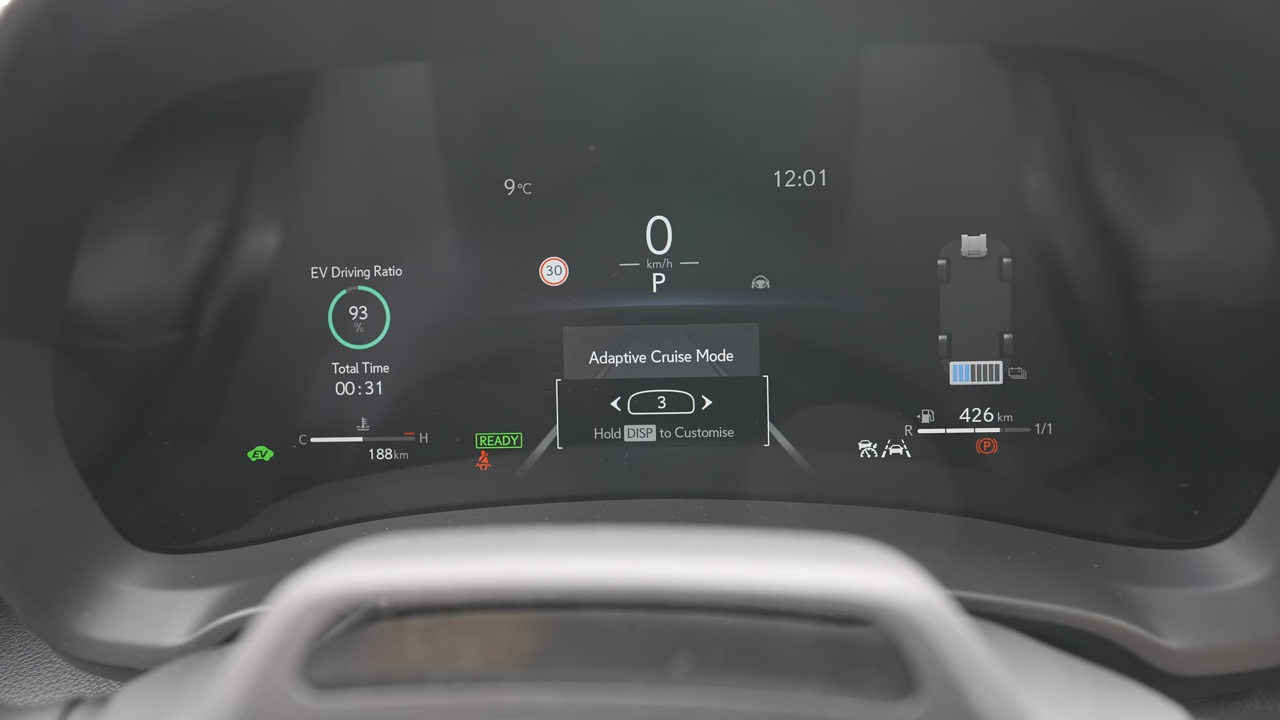 9°C
12:01
0
km/h
P
30
EV Driving Ratio
93
%
Total Time
00:31
Adaptive Cruise Mode
3
Hold DISP to Customise
C
H
188km
EV
READY
426 km
R
1/1
P